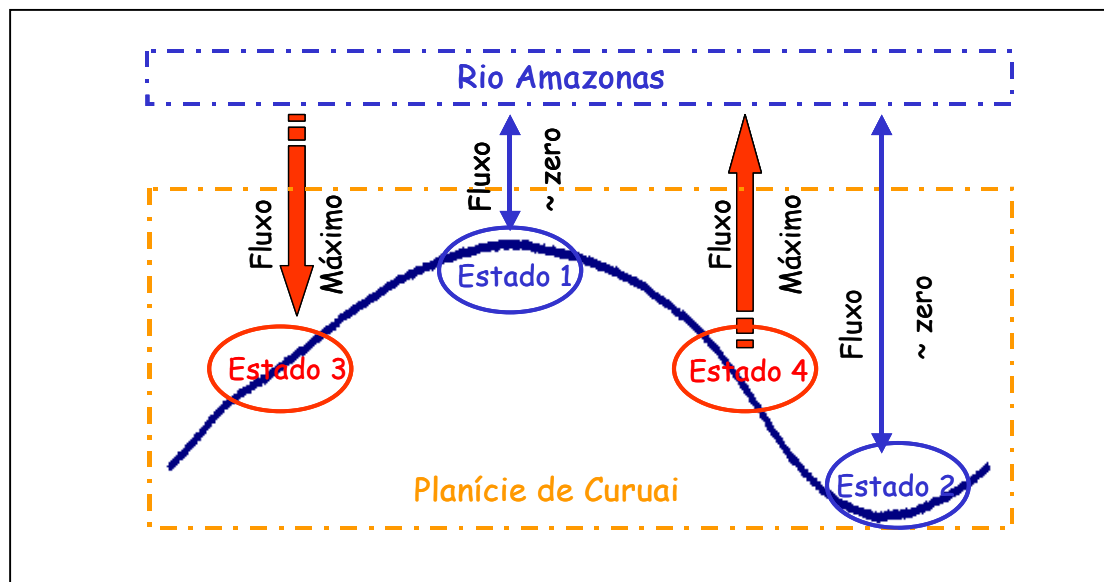 Rio Amazonas
Fluxo
Máximo
Fluxo
~ zero
Fluxo
Máximo
Fluxo
~ zero
Estado 1
Estado 3
Estado 4
Estado 2
Planície de Curuai